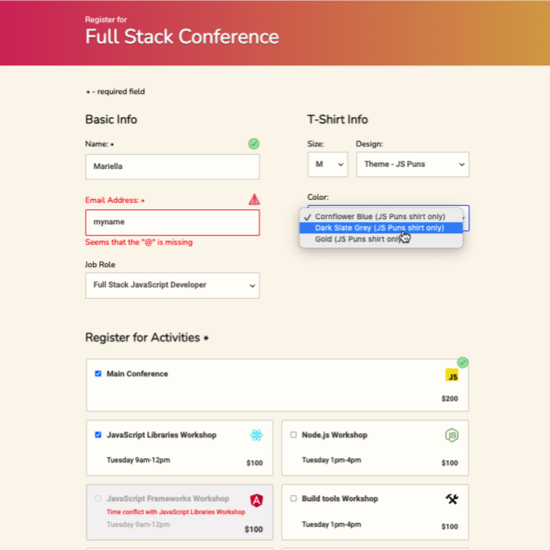 Register for
Full Stack Conference
• - required field
Basic Info
T-Shirt Info
Name: •
Size:
Design:
Mariella
M
Theme - JS Puns
Email Address: •
Color:
myname
✓ Cornflower Blue (JS Puns shirt only)
Dark Slate Grey (JS Puns shirt only)
Gold (JS Puns shirt only)
Seems that the "@" is missing
Job Role
Full Stack JavaScript Developer
Register for Activities •
Main Conference
JS
$200
JavaScript Libraries Workshop
Tuesday 9am-12pm
$100
Node.js Workshop
JS
Tuesday 1pm-4pm
$100
JavaScript Frameworks Workshop
A
Time conflict with JavaScript Libraries Workshop
Tuesday 9am-12pm
$100
Build tools Workshop
Tuesday 1pm-4pm
$100